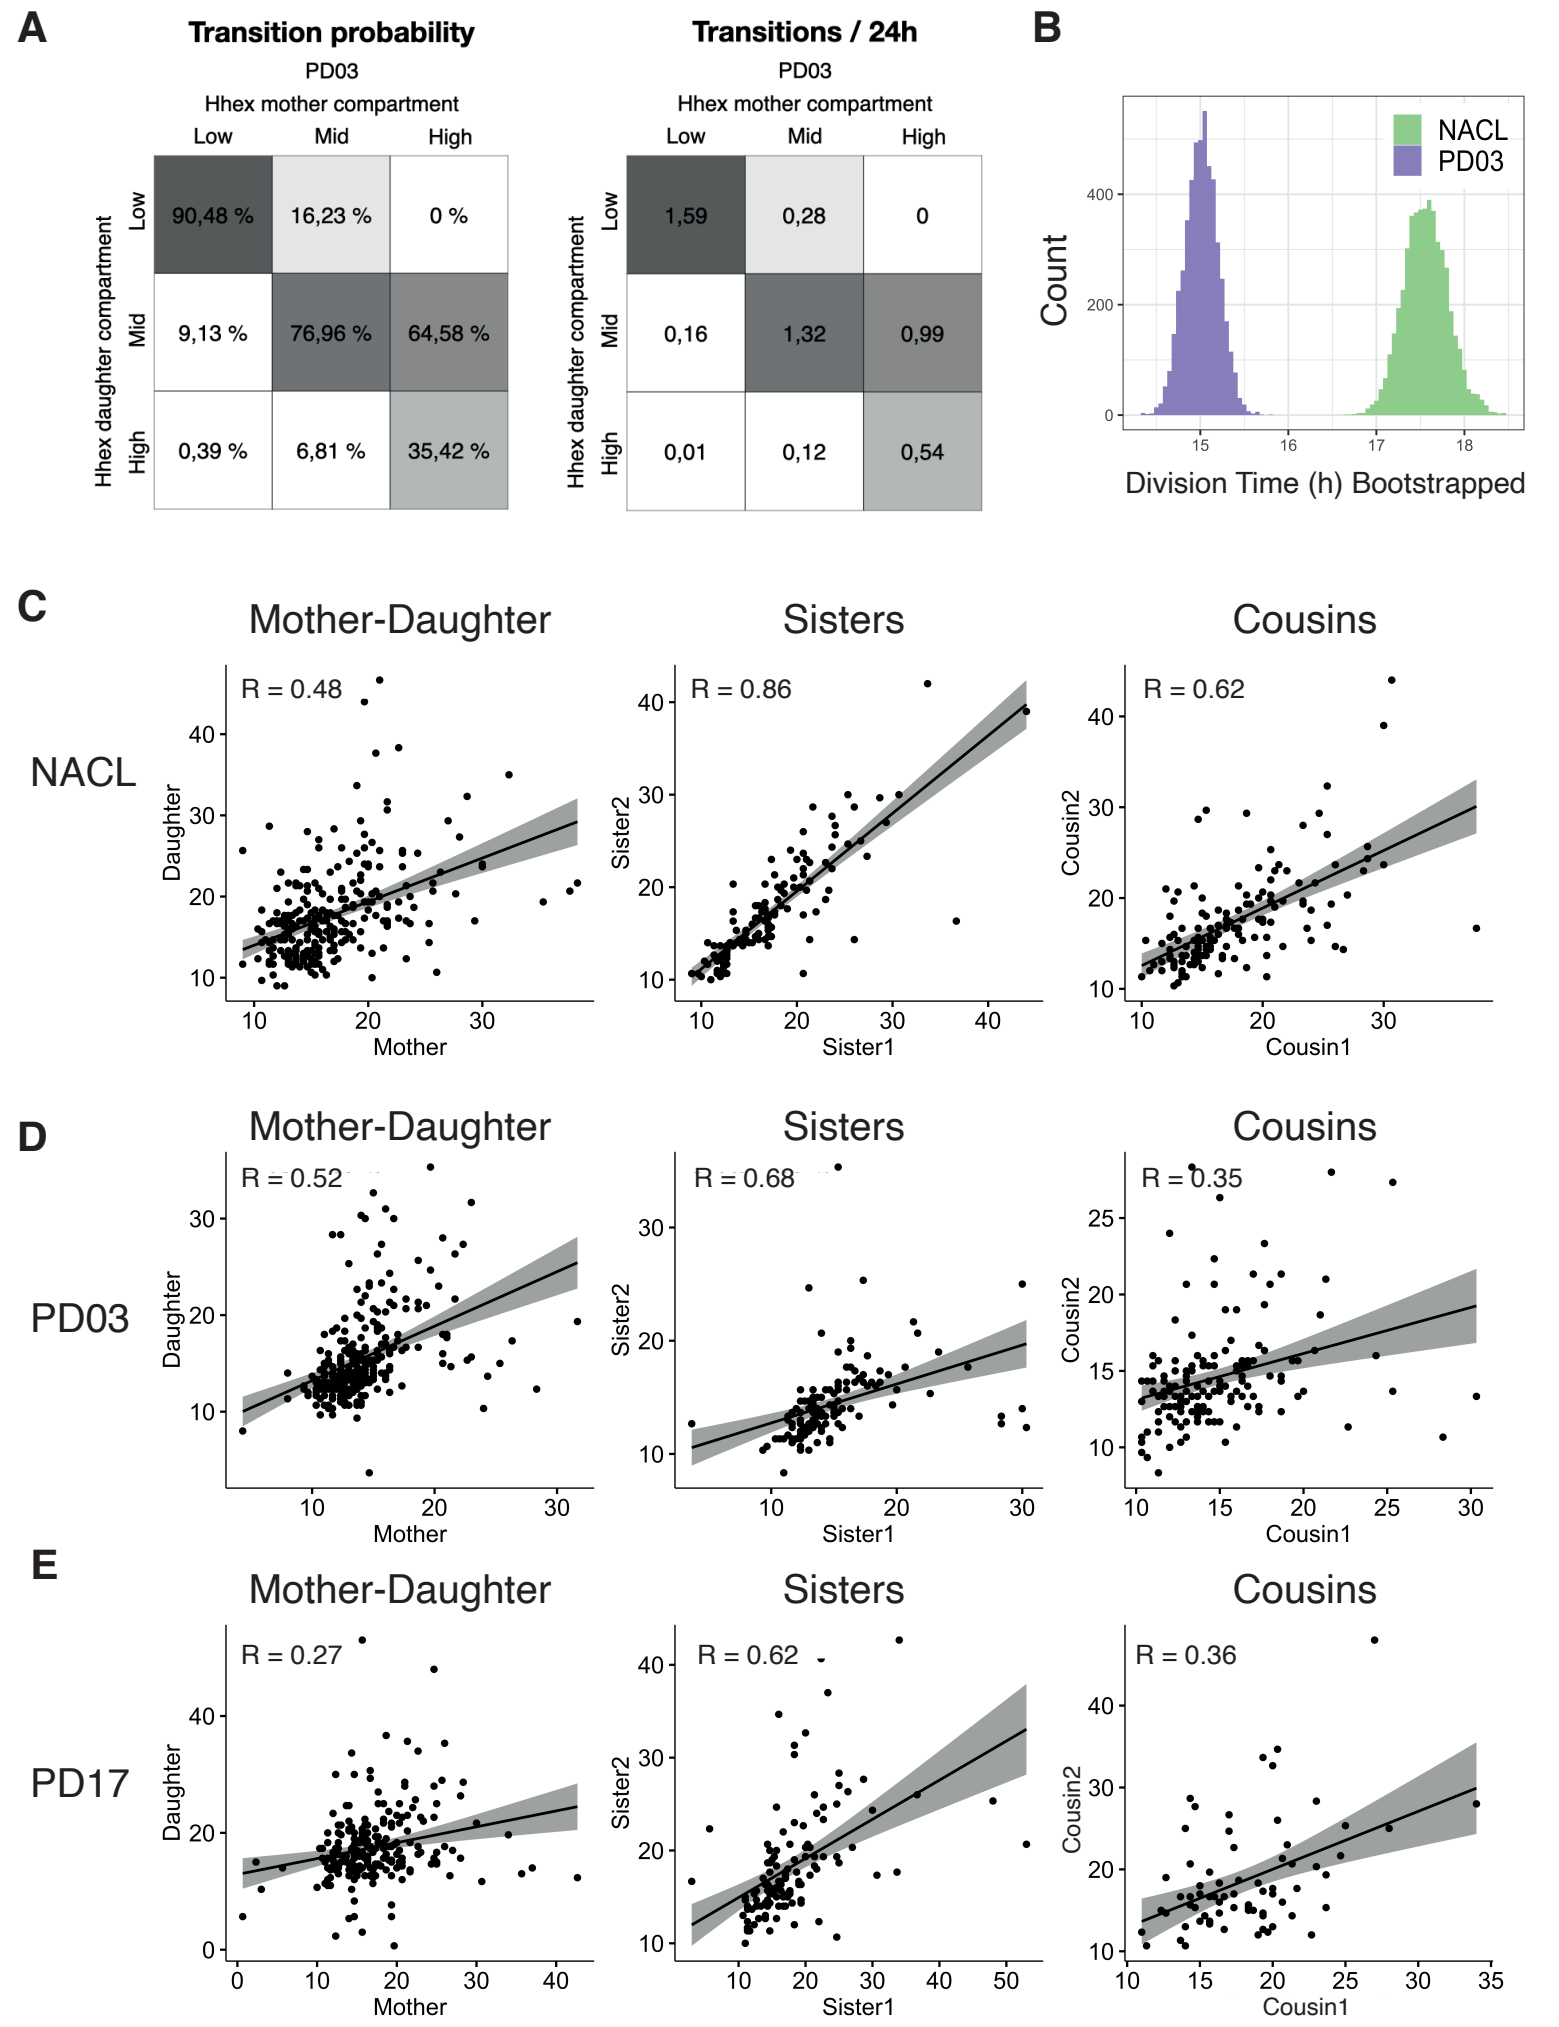 A
Transition probability
PD03
Hhex mother compartment
Low Mid High
Hhex daughter compartment
Low
90,48 % 16,23 % 0 %
Mid
9,13 % 76,96 % 64,58 %
High
0,39 % 6,81 % 35,42 %
Transitions / 24h
PD03
Hhex mother compartment
Low Mid High
Hhex daughter compartment
Low
1,59 0,28 0
Mid
0,16 1,32 0,99
High
0,01 0,12 0,54
B
NACL
PD03
Count
400
200
0
15 16 17 18
Division Time (h) Bootstrapped
C
NACL
Mother-Daughter
R = 0.48
Daughter
40
30
20
10
10 20 30
Mother
Sisters
R = 0.86
Sister2
40
30
20
10
10 20 30 40
Sister1
Cousins
R = 0.62
Cousin2
40
30
20
10
10 20 30
Cousin1
D
PD03
Mother-Daughter
R = 0.52
Daughter
30
20
10
10 20 30
Mother
Sisters
R = 0.68
Sister2
30
20
10
10 20 30
Sister1
Cousins
R = 0.35
Cousin2
25
20
15
10
10 15 20 25 30
Cousin1
E
PD17
Mother-Daughter
R = 0.27
Daughter
40
20
0
0 10 20 30 40
Mother
Sisters
R = 0.62
Sister2
40
30
20
10
10 20 30 40 50
Sister1
Cousins
R = 0.36
Cousin2
40
30
20
10
10 15 20 25 30 35
Cousin1